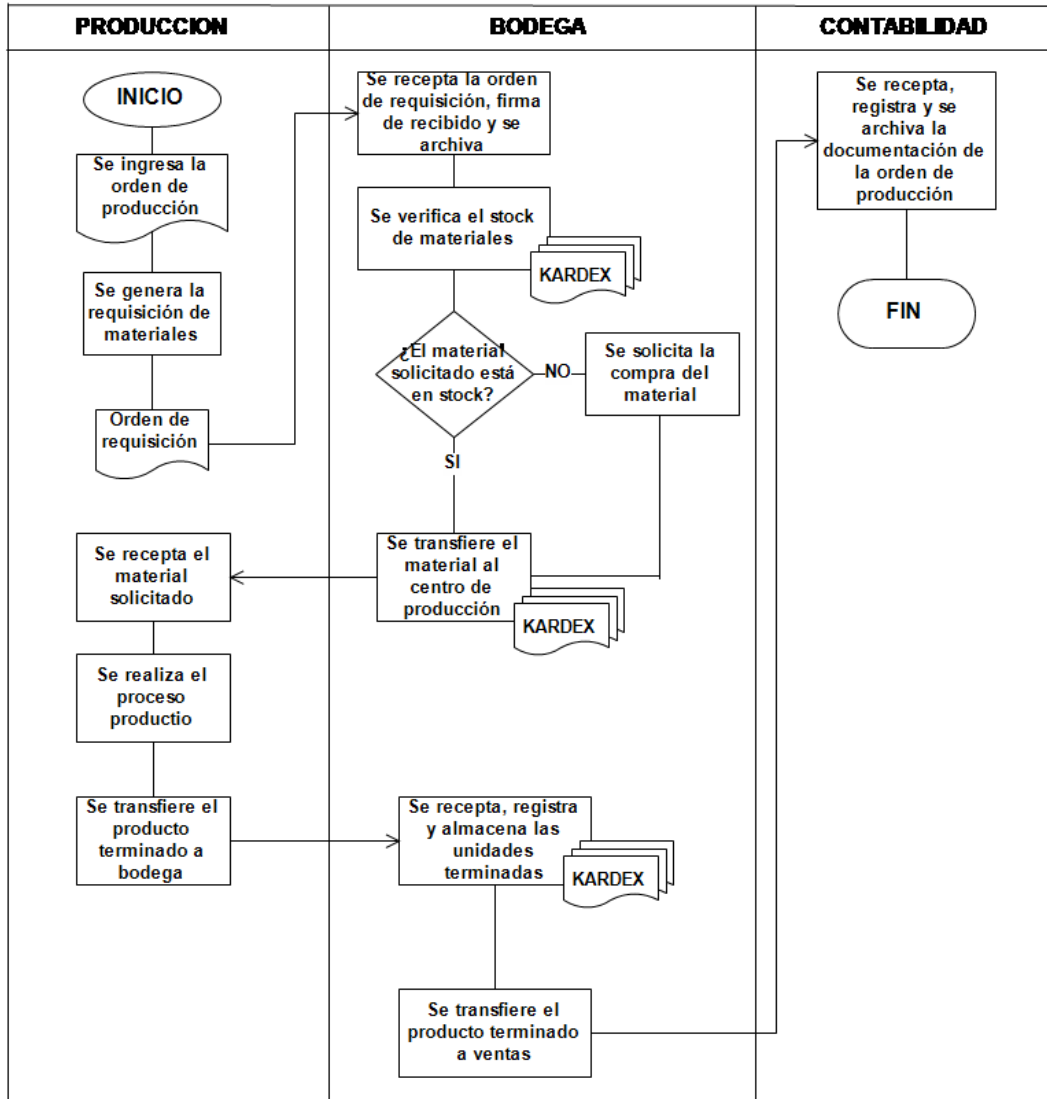 PRODUCCION
BODEGA
CONTABILIDAD
INICIO
Se ingresa la
orden de
producción
Se genera la
requisición de
materiales
Orden de
requisición
Se recepta la orden
de requisición, firma
de recibido y se
archiva
Se verifica el stock
de materiales
KARDEX
¿El material
solicitado está
en stock?
NO
Se solicita la
compra del
material
SI
Se transfiere el
material al
centro de
producción
KARDEX
Se recepta el
material
solicitado
Se realiza el
proceso
productio
Se transfiere el
producto
terminado a
bodega
Se recepta, registra
y almacena las
unidades
terminadas
KARDEX
Se transfiere el
producto terminado
a ventas
Se recepta,
registra y se
archiva la
documentación de
la orden de
producción
FIN